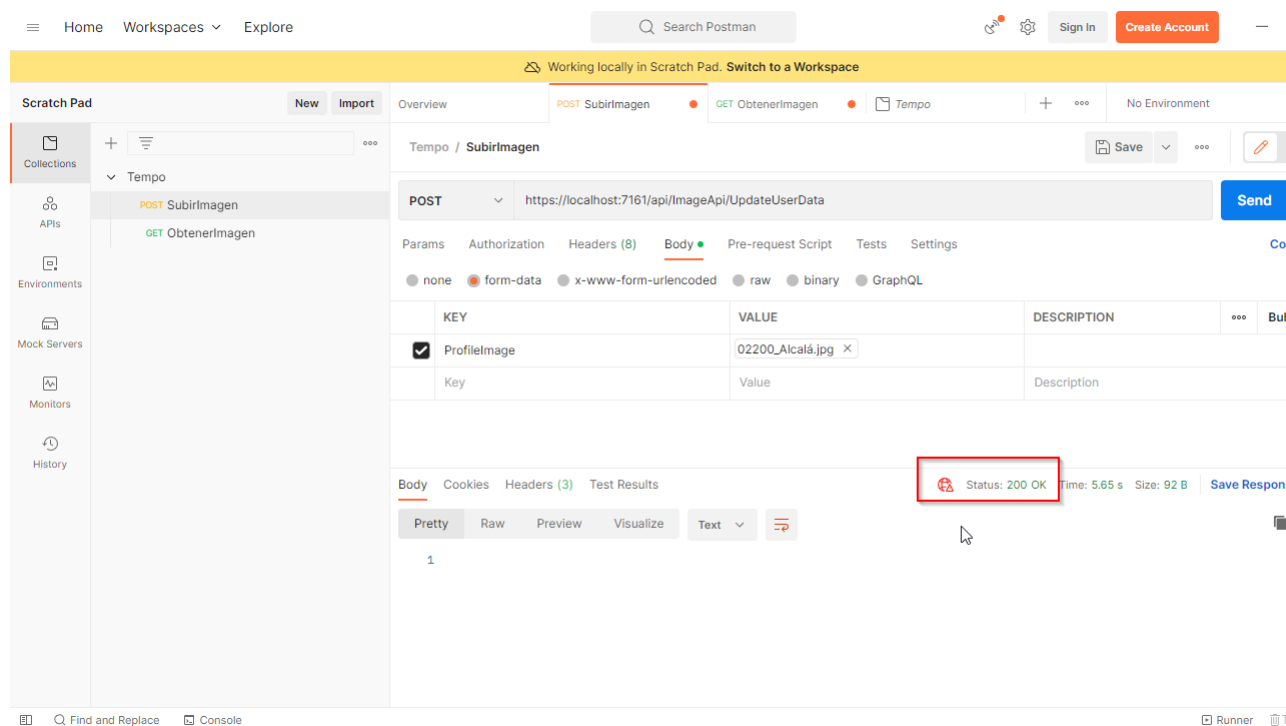 Home Workspaces Explore Search Postman Sign In Create Account
Working locally in Scratch Pad. Switch to a Workspace
Scratch Pad New Import Overview POST SubirImagen GET ObtenerImagen Tempo No Environment
Collections
Tempo / SubirImagen Save
Tempo
POST SubirImagen
GET ObtenerImagen
APIs
Environments
Mock Servers
Monitors
History
POST https://localhost:7161/api/ImageApi/UpdateUserData Send
Params Authorization Headers (8) Body Pre-request Script Tests Settings Co
none form-data x-www-form-urlencoded raw binary GraphQL
KEY VALUE DESCRIPTION Bul
ProfileImage 02200_Alcalá.jpg
Key Value Description
Body Cookies Headers (3) Test Results Status: 200 OK Time: 5.65 s Size: 92 B Save Respon
Pretty Raw Preview Visualize Text
1
Find and Replace Console Runner